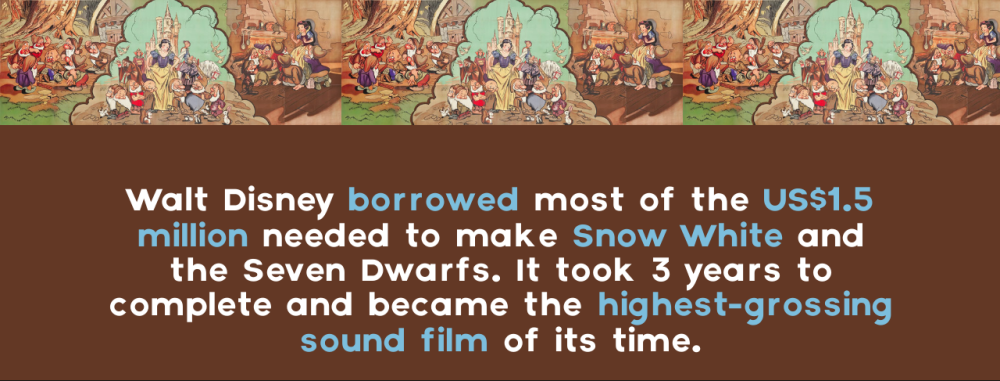 Walt Disney borrowed most of the US$1.5
million needed to make Snow White and
the Seven Dwarfs. It took 3 years to
complete and became the highest-grossing
sound film of its time.